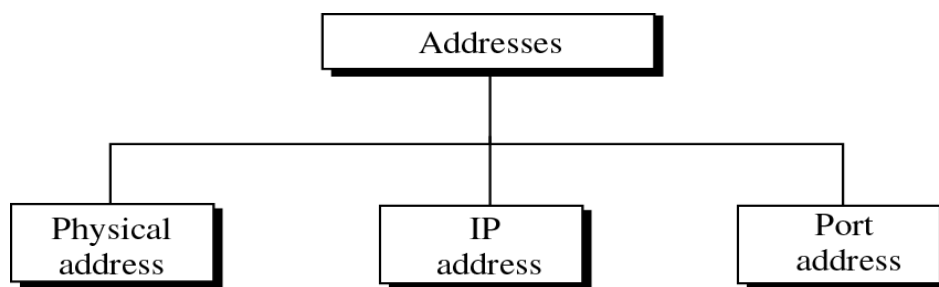 Addresses
Physical
address
IP
address
Port
address